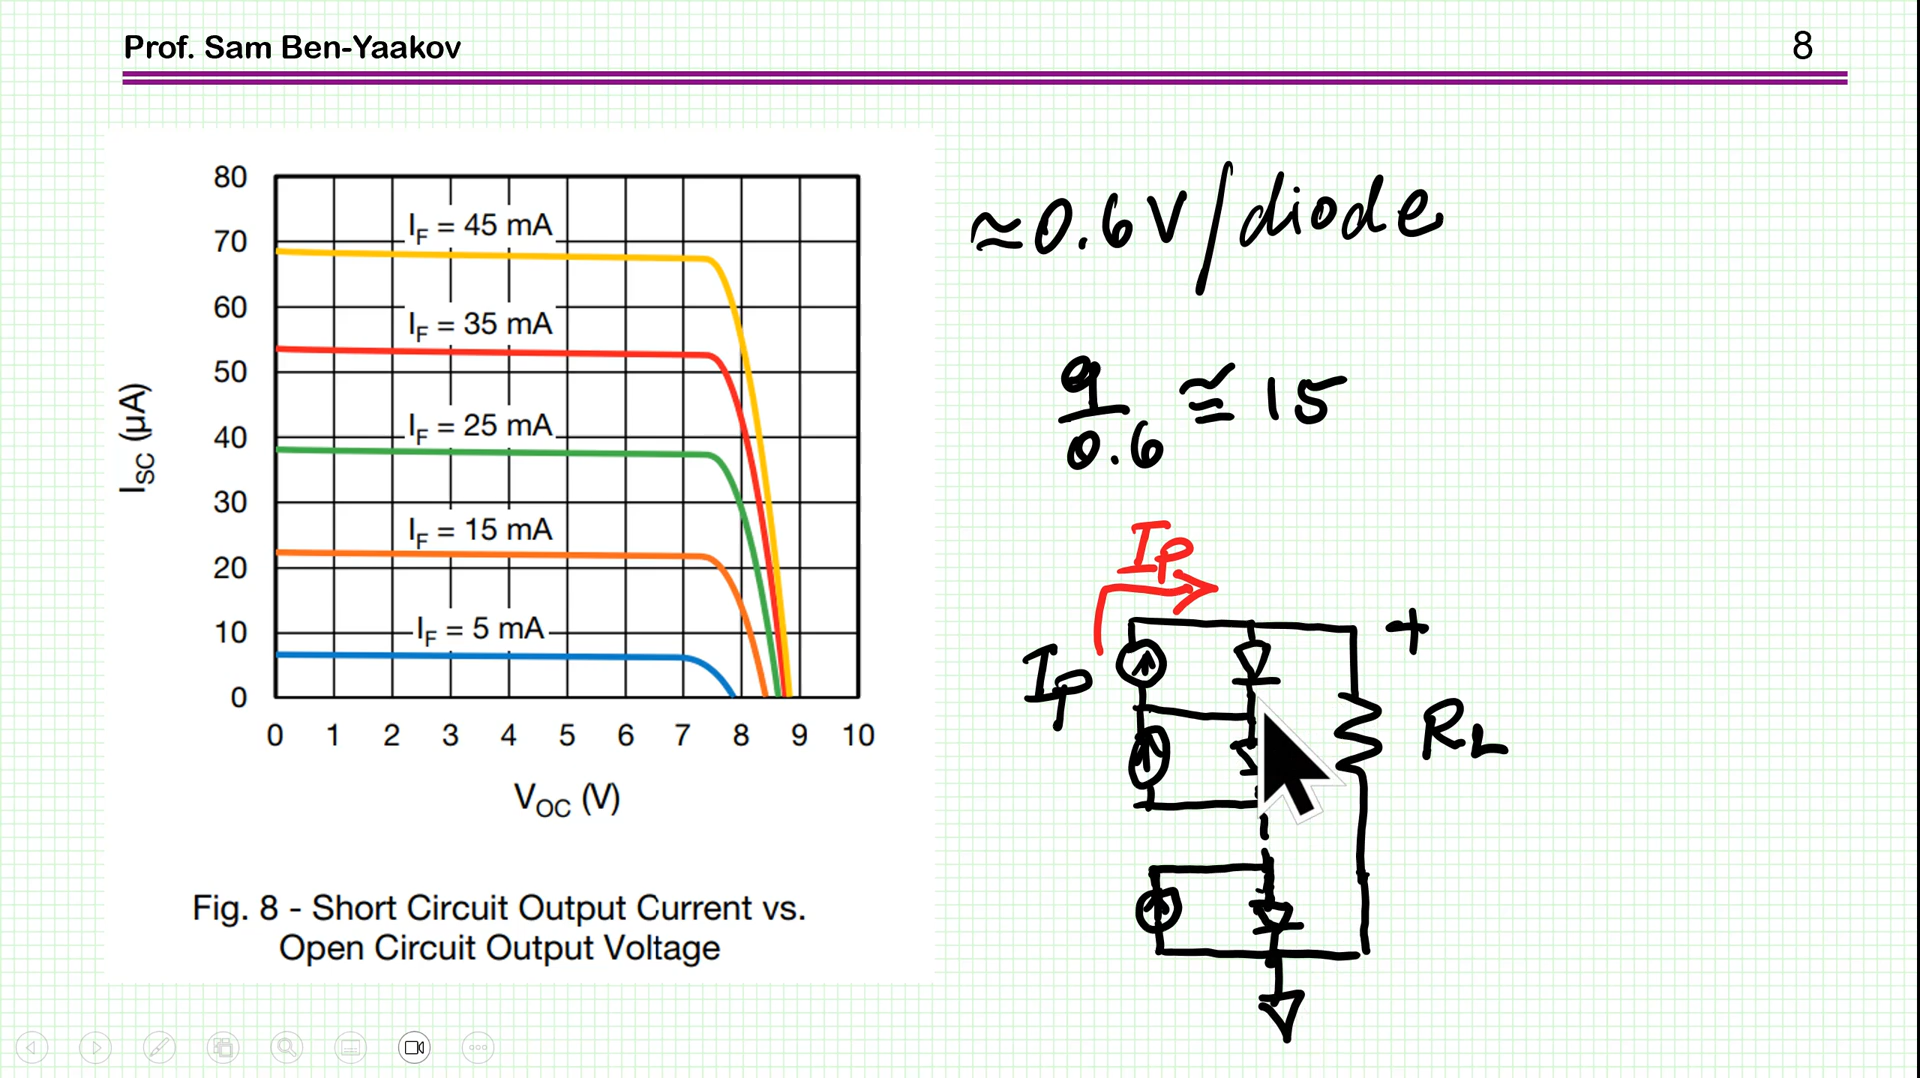 Prof. Sam Ben-Yaakov
8
80
70
60
50
40
30
20
10
0
I_SC (µA)
I_F = 45 mA
I_F = 35 mA
I_F = 25 mA
I_F = 15 mA
I_F = 5 mA
0 1 2 3 4 5 6 7 8 9 10
V_OC (V)
Fig. 8 - Short Circuit Output Current vs.
Open Circuit Output Voltage
≈0.6V/diode
9/0.6 ≅ 15
Ip
Ip
+
RL